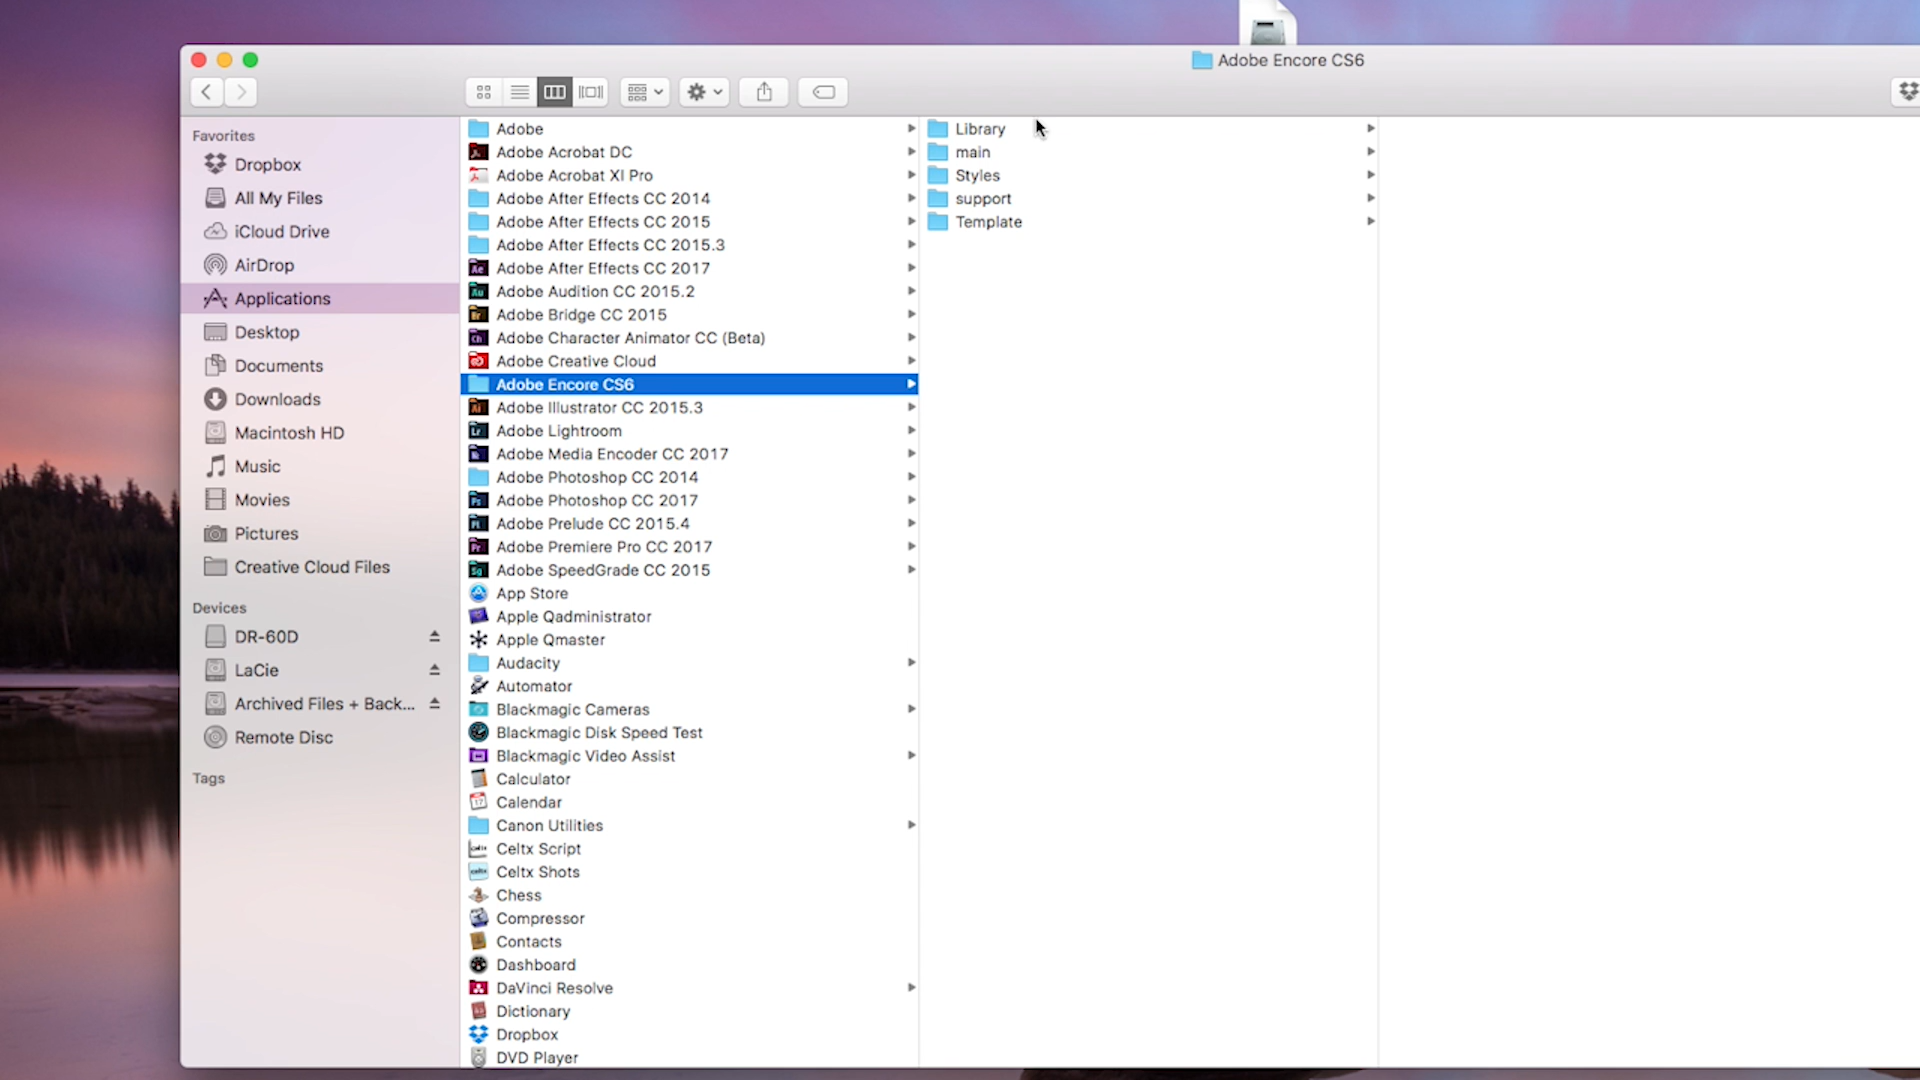 Adobe Encore CS6
Favorites
Dropbox
All My Files
iCloud Drive
AirDrop
Applications
Desktop
Documents
Downloads
Macintosh HD
Music
Movies
Pictures
Creative Cloud Files
Devices
DR-60D
LaCie
Archived Files + Back...
Remote Disc
Tags
Adobe
Adobe Acrobat DC
Adobe Acrobat XI Pro
Adobe After Effects CC 2014
Adobe After Effects CC 2015
Adobe After Effects CC 2015.3
Adobe After Effects CC 2017
Adobe Audition CC 2015.2
Adobe Bridge CC 2015
Adobe Character Animator CC (Beta)
Adobe Creative Cloud
Adobe Encore CS6
Adobe Illustrator CC 2015.3
Adobe Lightroom
Adobe Media Encoder CC 2017
Adobe Photoshop CC 2014
Adobe Photoshop CC 2017
Adobe Prelude CC 2015.4
Adobe Premiere Pro CC 2017
Adobe SpeedGrade CC 2015
App Store
Apple Qadministrator
Apple Qmaster
Audacity
Automator
Blackmagic Cameras
Blackmagic Disk Speed Test
Blackmagic Video Assist
Calculator
Calendar
Canon Utilities
Celtx Script
Celtx Shots
Chess
Compressor
Contacts
Dashboard
DaVinci Resolve
Dictionary
Dropbox
DVD Player
Library
main
Styles
support
Template